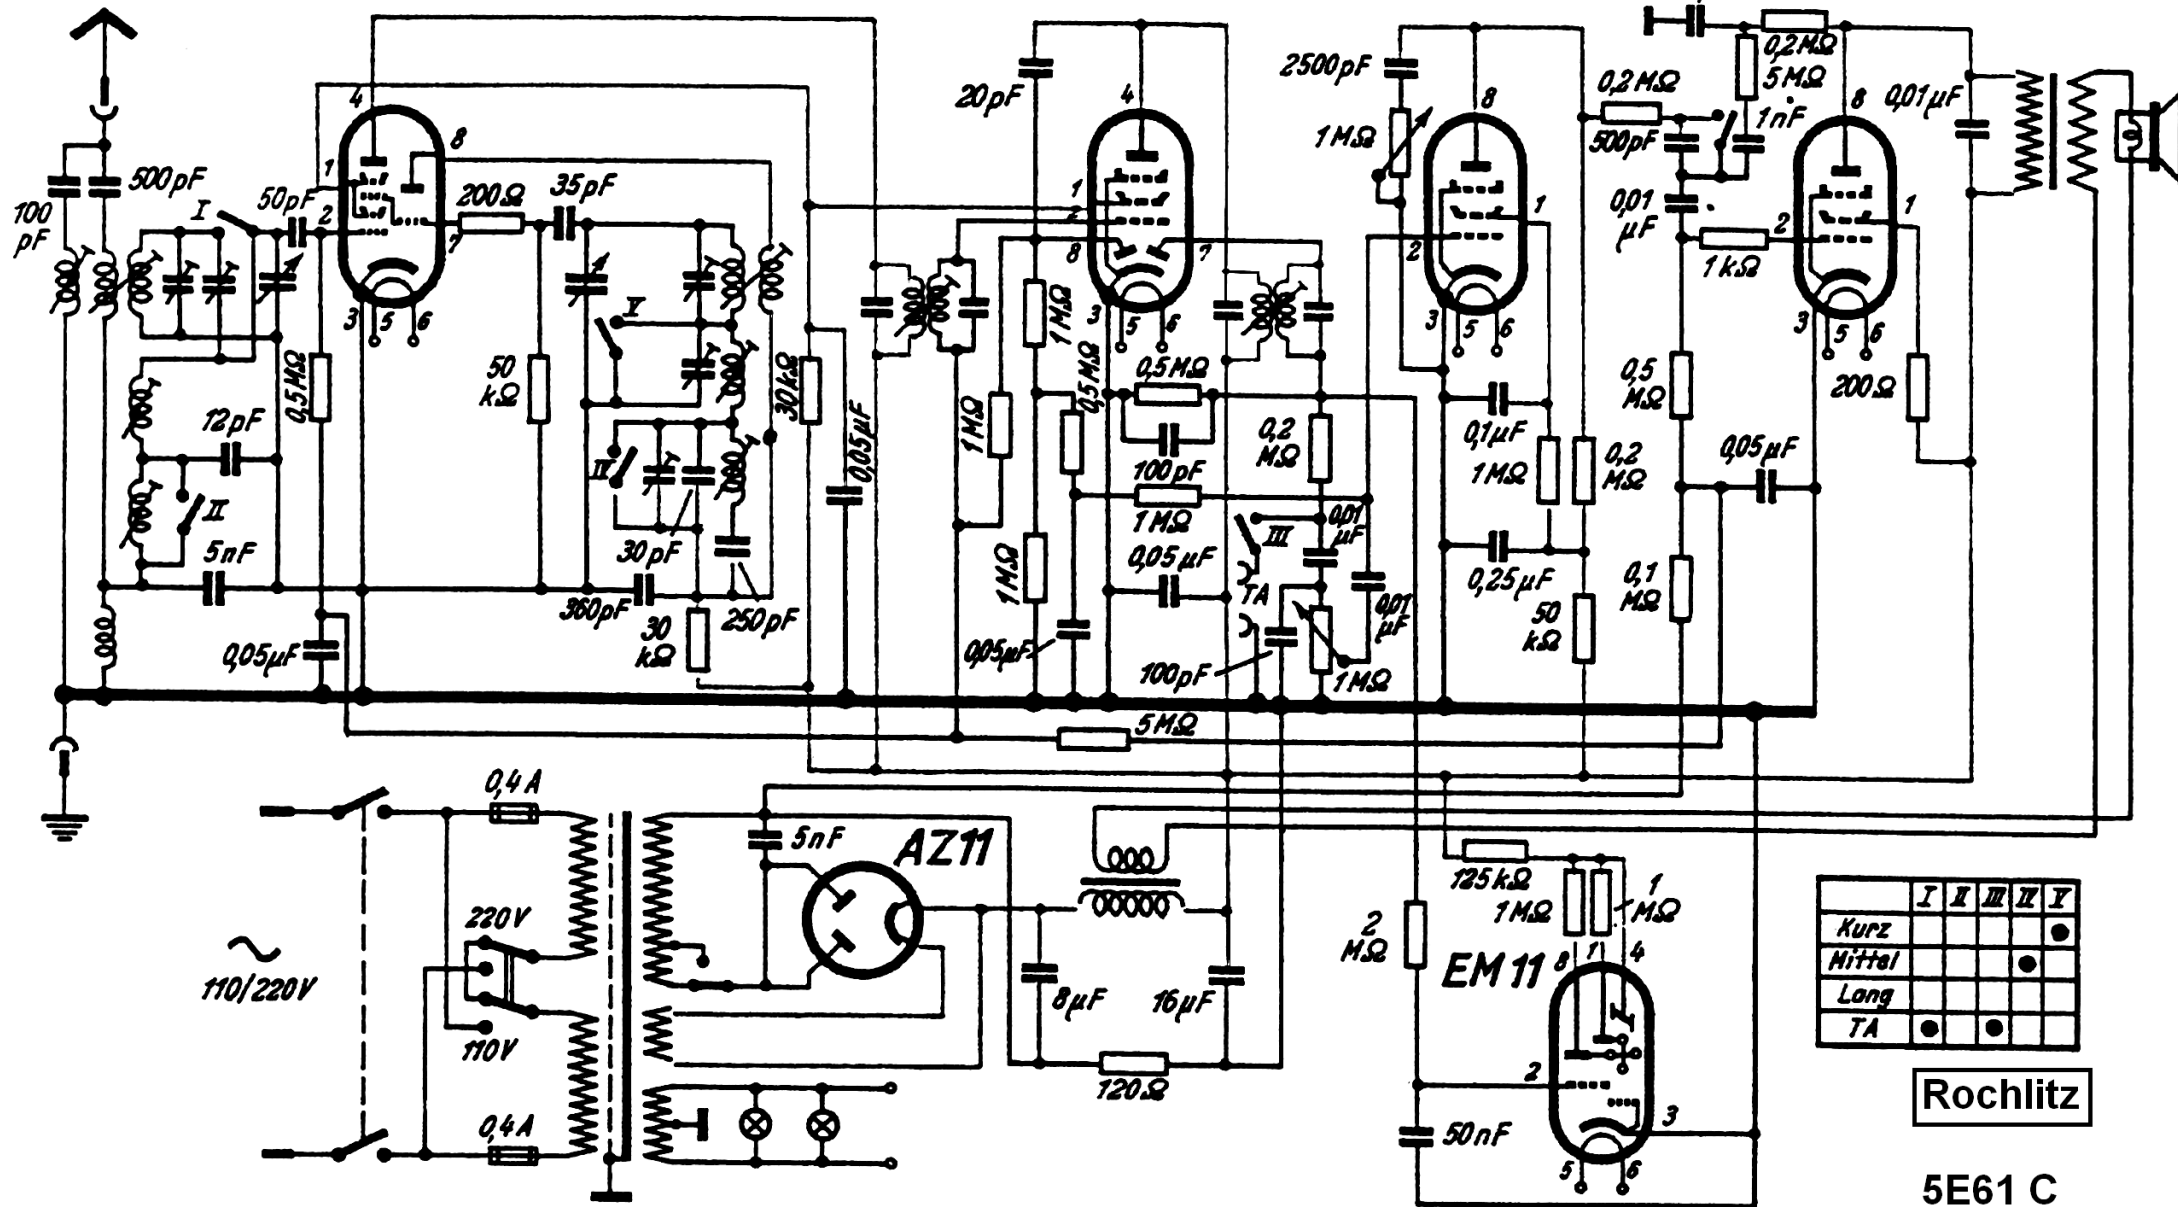 4
8
1
2
7
3
5
6
100
pF
500pF
I
50pF
200Ω
35pF
V
0,5MΩ
50
kΩ
12pF
II
5nF
0,05µF
IV
30pF
360pF
30
kΩ
250pF
30kΩ
0,05µF
20pF
4
1
2
8
7
3
5
6
1MΩ
1MΩ
0,5MΩ
0,5MΩ
100pF
1MΩ
1MΩ
0,05µF
0,05µF
0,2
MΩ
III
0,01
µF
TA
100pF
1MΩ
0,01
µF
5MΩ
2500pF
1MΩ
8
1
2
3
5
6
0,1µF
1MΩ
0,2
MΩ
0,25µF
50
kΩ
0,2MΩ
5MΩ
0,2MΩ
500pF
1nF
0,01
µF
1kΩ
8
1
2
3
5
6
0,01µF
200Ω
0,5
MΩ
0,05µF
0,1
MΩ
0,4A
220V
110V
110/220V
0,4A
5nF
AZ11
8µF
16µF
120Ω
125kΩ
1MΩ
1
MΩ
2
MΩ
EM11
8 1 4
2
3
5
6
50nF
I II III IV V
Kurz
Mittel
Lang
TA
Rochlitz
5E61 C